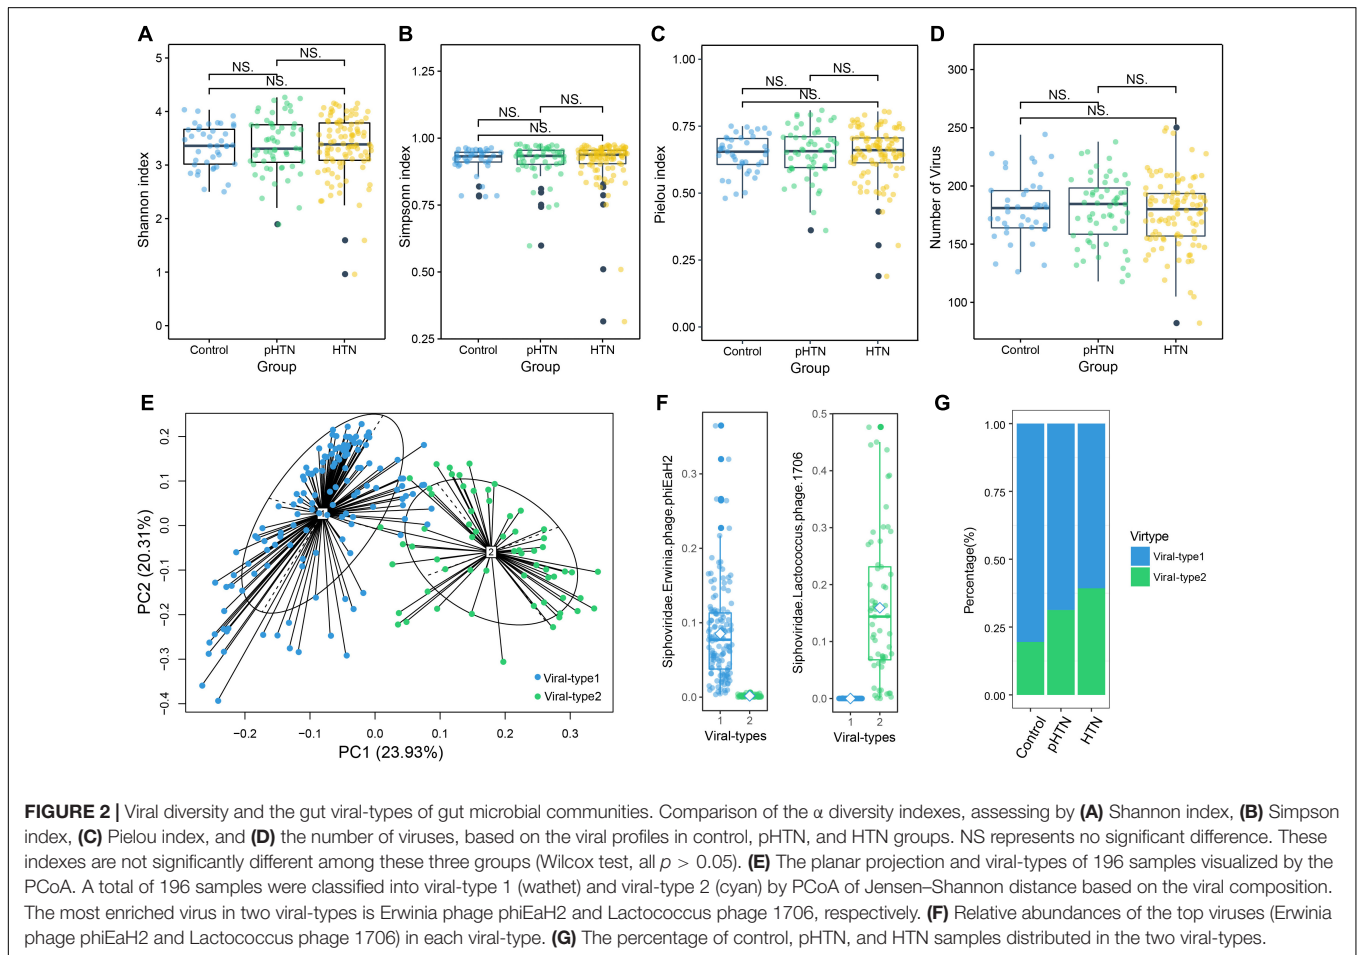 A
Shannon index
5
4
3
2
1
0
NS.
NS.
NS.
Control
pHTN
HTN
Group
B
Simpson index
1.25
1.00
0.75
0.50
0.25
NS.
NS.
NS.
Control
pHTN
HTN
Group
C
Pielou index
1.00
0.75
0.50
0.25
0.00
NS.
NS.
NS.
Control
pHTN
HTN
Group
D
Number of Virus
300
250
200
150
100
NS.
NS.
NS.
Control
pHTN
HTN
Group
E
PC2 (20.31%)
0.2
0.1
0.0
−0.1
−0.2
−0.3
−0.4
2
Viral-type1
Viral-type2
−0.2
−0.1
0.0
0.1
0.2
0.3
PC1 (23.93%)
F
Siphoviridae.Erwinia.phage.phiEaH2
0.3
0.2
0.1
0.0
1
2
Viral-types
Siphoviridae.Lactococcus.phage.1706
0.5
0.4
0.3
0.2
0.1
0.0
1
2
Viral-types
G
Percentage(%)
1.00
0.75
0.50
0.25
0.00
Control
pHTN
HTN
Virtype
Viral-type1
Viral-type2
FIGURE 2 | Viral diversity and the gut viral-types of gut microbial communities. Comparison of the α diversity indexes, assessing by (A) Shannon index, (B) Simpson
index, (C) Pielou index, and (D) the number of viruses, based on the viral profiles in control, pHTN, and HTN groups. NS represents no significant difference. These
indexes are not significantly different among these three groups (Wilcox test, all p > 0.05). (E) The planar projection and viral-types of 196 samples visualized by the
PCoA. A total of 196 samples were classified into viral-type 1 (wathet) and viral-type 2 (cyan) by PCoA of Jensen–Shannon distance based on the viral composition.
The most enriched virus in two viral-types is Erwinia phage phiEaH2 and Lactococcus phage 1706, respectively. (F) Relative abundances of the top viruses (Erwinia
phage phiEaH2 and Lactococcus phage 1706) in each viral-type. (G) The percentage of control, pHTN, and HTN samples distributed in the two viral-types.